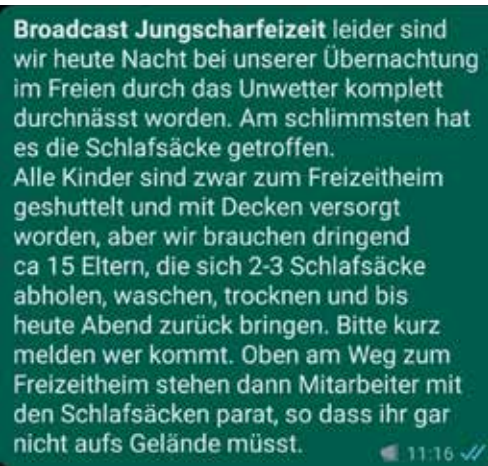 Broadcast Jungscharfeizeit leider sind
wir heute Nacht bei unserer Übernachtung
im Freien durch das Unwetter komplett
durchnässt worden. Am schlimmsten hat
es die Schlafsäcke getroffen.
Alle Kinder sind zwar zum Freizeitheim
geshuttelt und mit Decken versorgt
worden, aber wir brauchen dringend
ca 15 Eltern, die sich 2-3 Schlafsäcke
abholen, waschen, trocknen und bis
heute Abend zurück bringen. Bitte kurz
melden wer kommt. Oben am Weg zum
Freizeitheim stehen dann Mitarbeiter mit
den Schlafsäcken parat, so dass ihr gar
nicht aufs Gelände müsst.
11:16